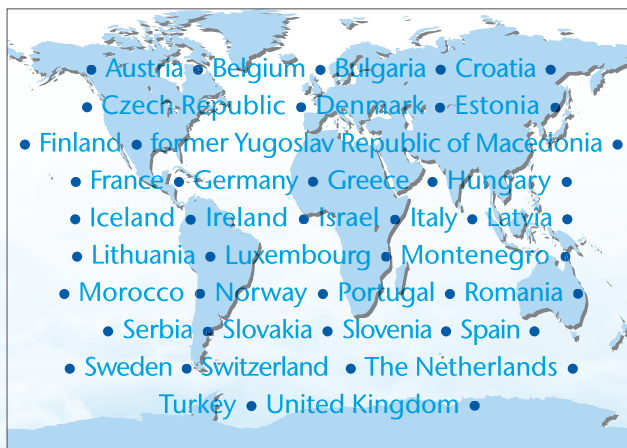 • Austria • Belgium • Bulgaria • Croatia •
• Czech Republic • Denmark • Estonia •
• Finland • former Yugoslav Republic of Macedonia •
• France • Germany • Greece • Hungary •
• Iceland • Ireland • Israel • Italy • Latvia •
• Lithuania • Luxembourg • Montenegro •
• Morocco • Norway • Portugal • Romania •
• Serbia • Slovakia • Slovenia • Spain •
• Sweden • Switzerland • The Netherlands •
Turkey • United Kingdom •